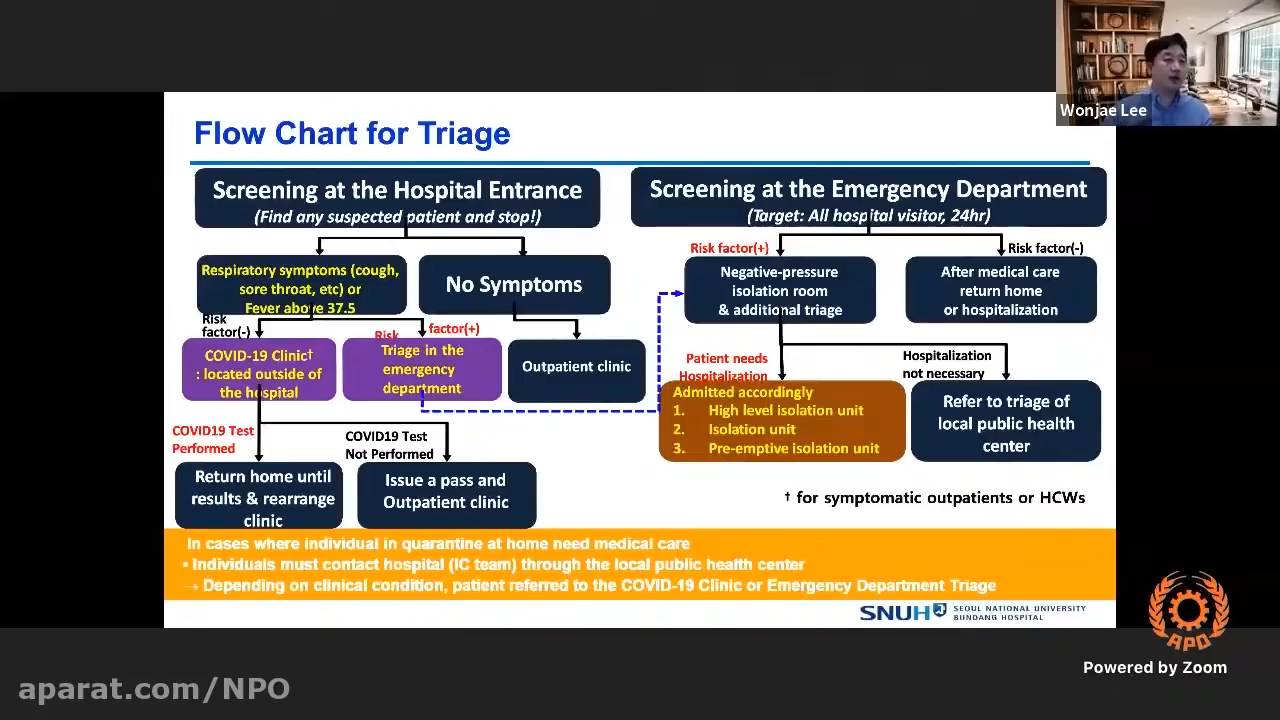 Wonjae Lee
Flow Chart for Triage
Screening at the Hospital Entrance
(Find any suspected patient and stop!)
Respiratory symptoms (cough,
sore throat, etc) or
Fever above 37.5
No Symptoms
Risk
factor(-)
Risk
factor(+)
COVID-19 Clinic†
: located outside of
the hospital
Triage in the
emergency
department
Outpatient clinic
COVID19 Test
Performed
COVID19 Test
Not Performed
Return home until
results & rearrange
clinic
Issue a pass and
Outpatient clinic
Screening at the Emergency Department
(Target: All hospital visitor, 24hr)
Risk factor(+)
Risk factor(-)
Negative-pressure
isolation room
& additional triage
After medical care
return home
or hospitalization
Patient needs
Hospitalization
Hospitalization
not necessary
Admitted accordingly
1. High level isolation unit
2. Isolation unit
3. Pre-emptive isolation unit
Refer to triage of
local public health
center
† for symptomatic outpatients or HCWs
In cases where individual in quarantine at home need medical care
• Individuals must contact hospital (IC team) through the local public health center
→ Depending on clinical condition, patient referred to the COVID-19 Clinic or Emergency Department Triage
SNUH SEOUL NATIONAL UNIVERSITY
BUNDANG HOSPITAL
APO
Powered by Zoom
aparat.com/NPO